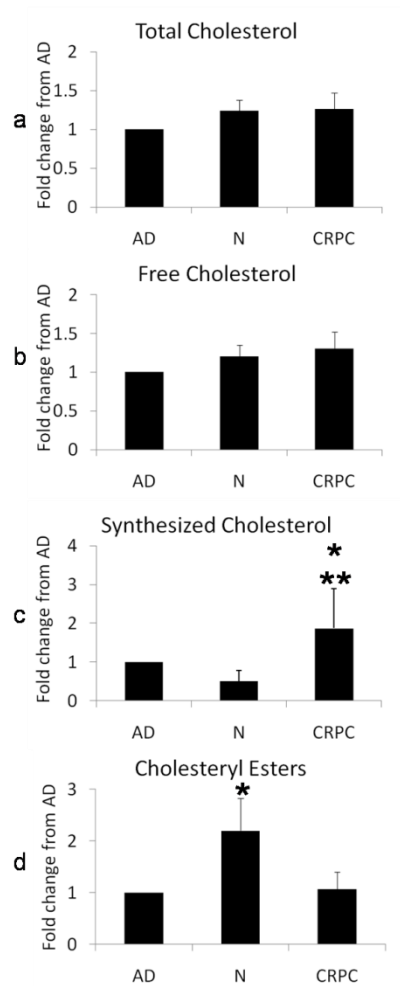 Total Cholesterol
a
Fold change from AD
2
1.5
1
0.5
0
AD N CRPC
Free Cholesterol
b
Fold change from AD
2
1.5
1
0.5
0
AD N CRPC
Synthesized Cholesterol
c
Fold change from AD
4
3
2
1
0
*
**
AD N CRPC
Cholesteryl Esters
d
Fold change from AD
3
2
1
0
*
AD N CRPC